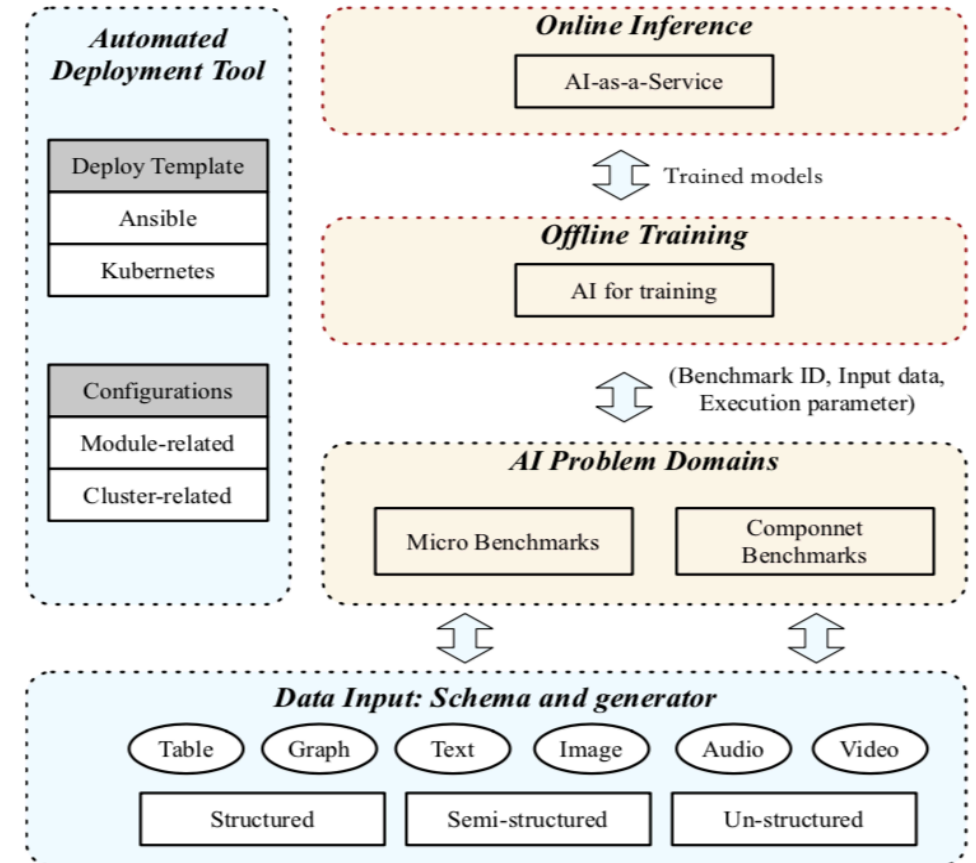 Automated
Deployment Tool
Deploy Template
Ansible
Kubernetes
Configurations
Module-related
Cluster-related
Online Inference
AI-as-a-Service
Trained models
Offline Training
AI for training
(Benchmark ID, Input data,
Execution parameter)
AI Problem Domains
Micro Benchmarks
Componnet
Benchmarks
Data Input: Schema and generator
Table
Graph
Text
Image
Audio
Video
Structured
Semi-structured
Un-structured